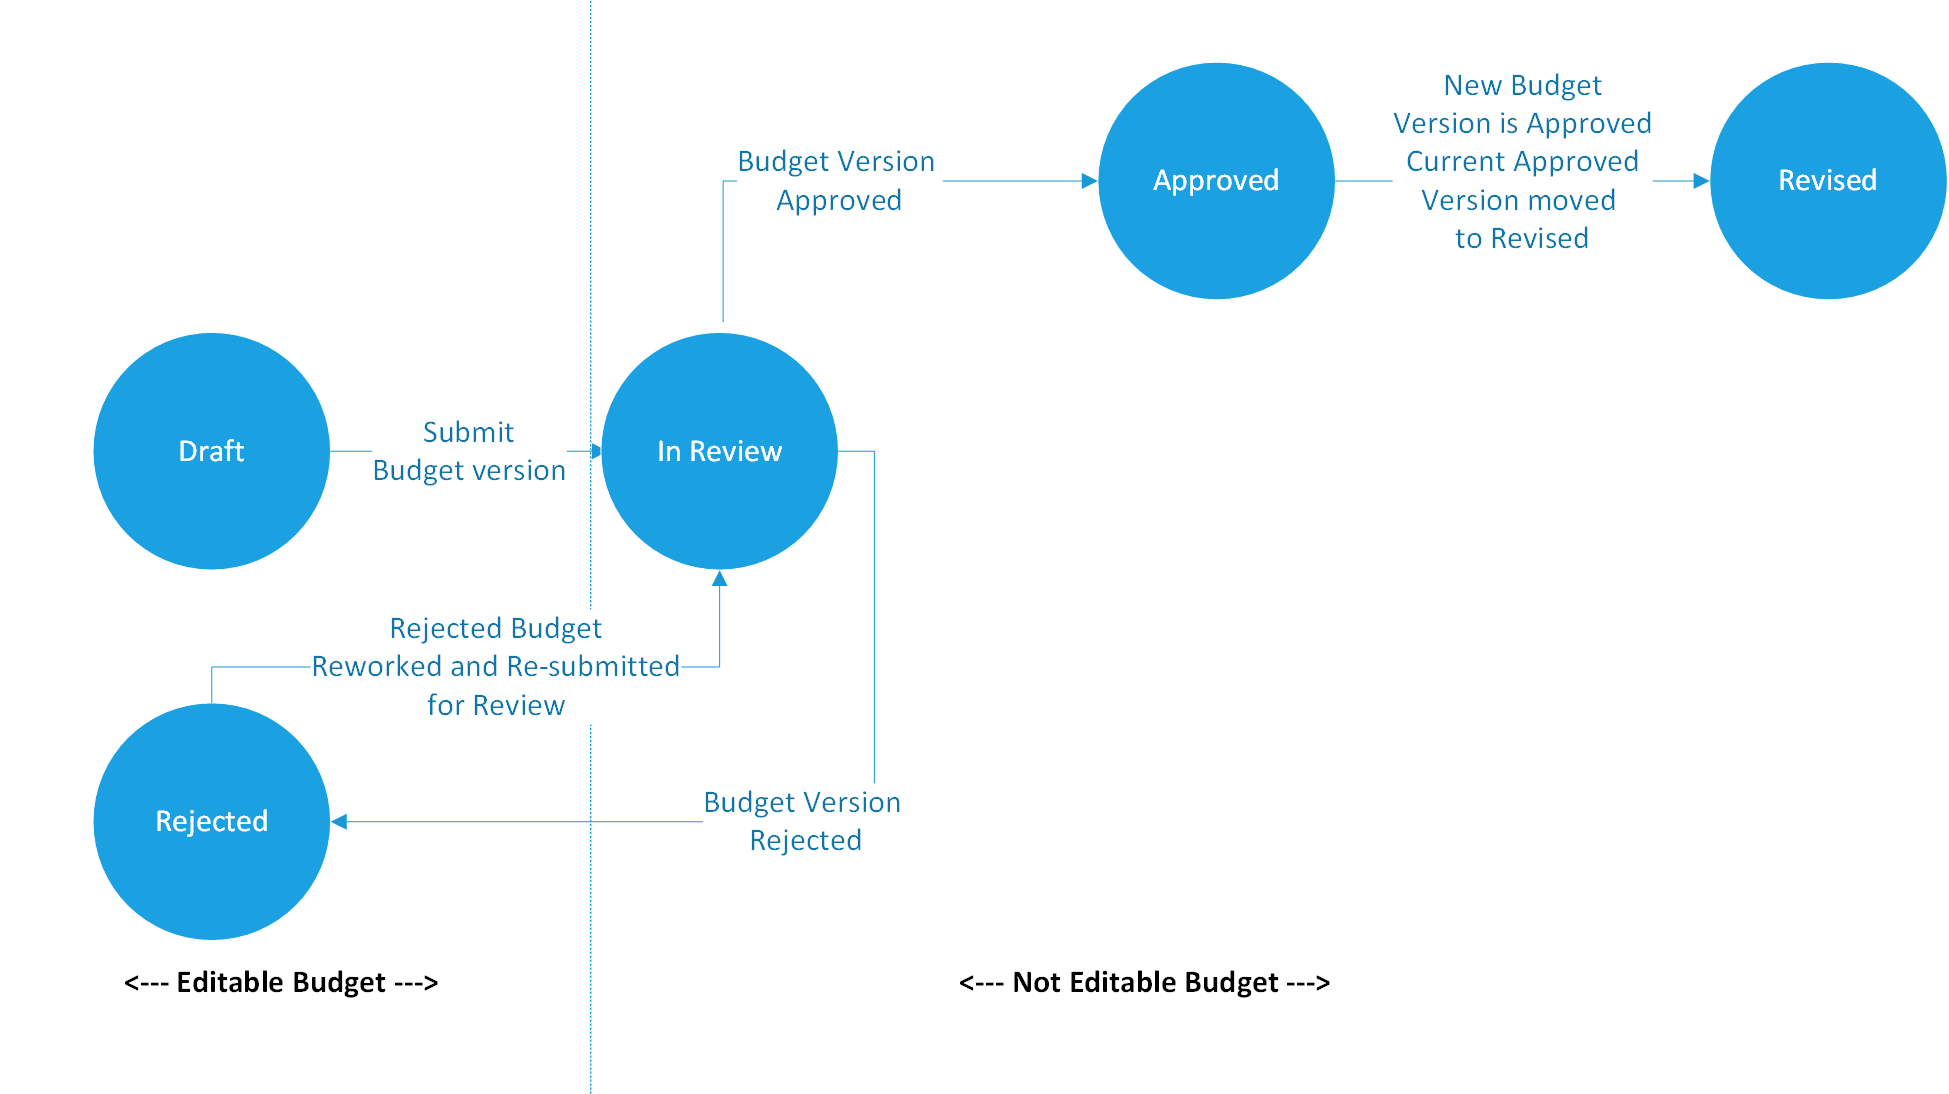 New Budget
Version is Approved
Current Approved
Version moved
to Revised
Budget Version
Approved
Approved
Revised
Submit
Budget version
Draft
In Review
Rejected Budget
Reworked and Re-submitted
for Review
Budget Version
Rejected
Rejected
<--- Editable Budget --->
<--- Not Editable Budget --->